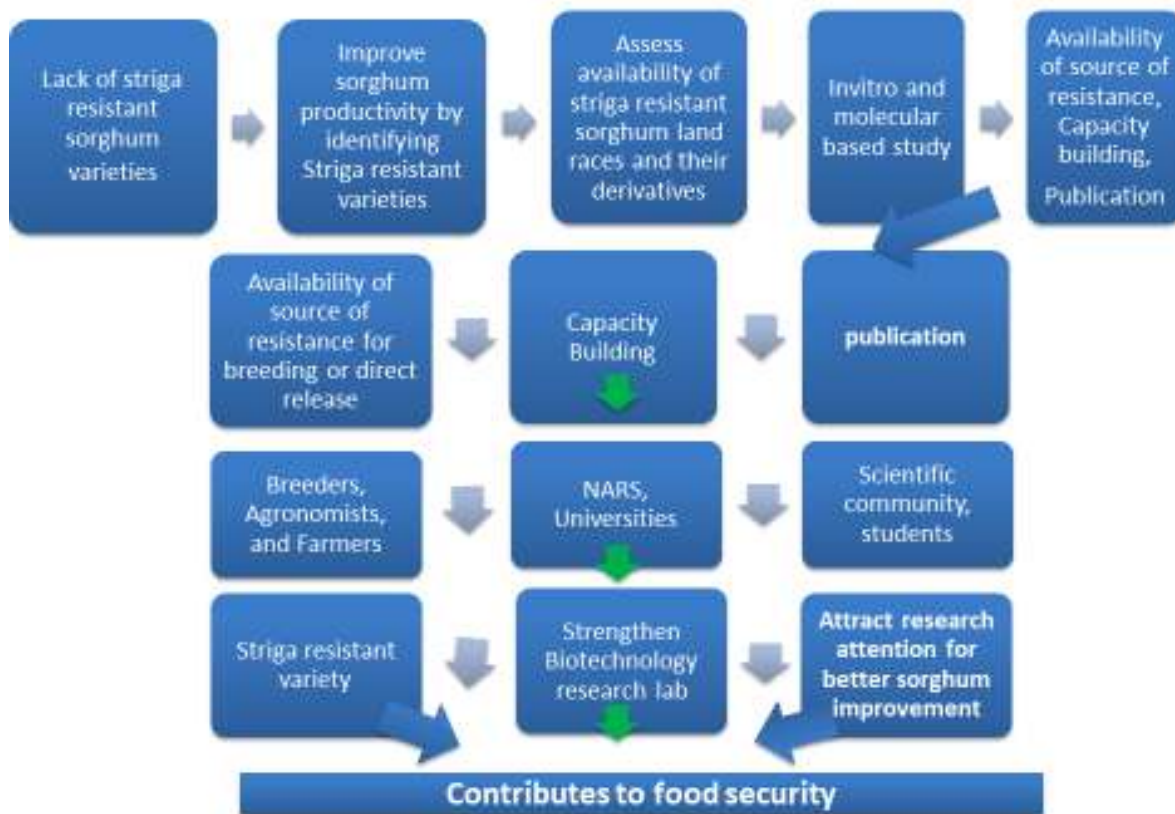 Lack of striga
resistant
sorghum
varieties
Improve
sorghum
productivity by
identifying
Striga resistant
varieties
Assess
availability of
striga resistant
sorghum land
races and their
derivatives
Invitro and
molecular
based study
Availability
of source of
resistance,
Capacity
building,
Publication
Availability of
source of
resistance for
breeding or direct
release
Capacity
Building
publication
Breeders,
Agronomists,
and Farmers
NARS,
Universities
Scientific
community,
students
Striga resistant
variety
Strengthen
Biotechnology
research lab
Attract research
attention for
better sorghum
improvement
Contributes to food security